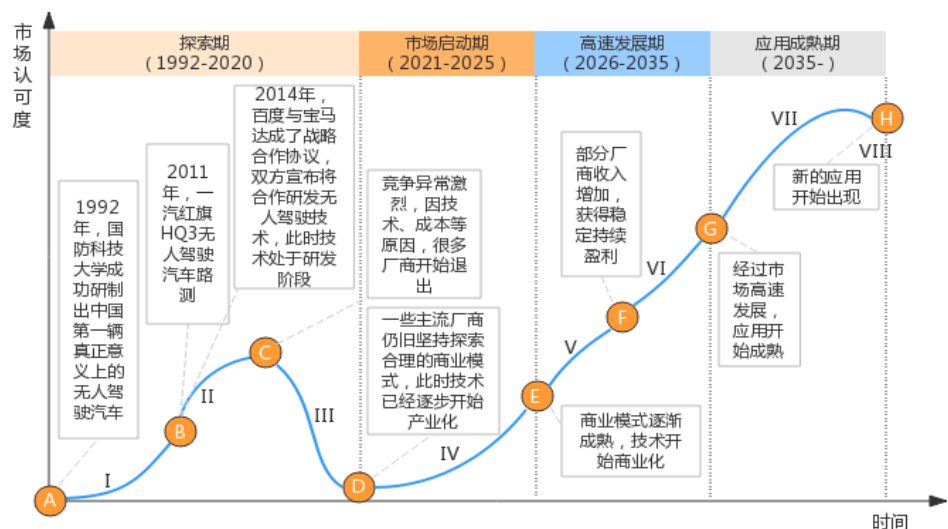 市
场
认
可
度
探索期
（1992-2020）
市场启动期
（2021-2025）
高速发展期
（2026-2035）
应用成熟期
（2035-）
1992
年，国
防科技
大学成
功研制
出中国
第一辆
真正意
义上的
无人驾
驶汽车
2011
年，一
汽红旗
HQ3无
人驾驶
汽车路
测
2014年，
百度与宝马
达成了战略
合作协议，
双方宣布将
合作研发无
人驾驶技
术，此时技
术处于研发
阶段
竞争异常激
烈，因技
术、成本等
原因，很多
厂商开始退
出
一些主流厂商
仍旧坚持探索
合理的商业模
式，此时技术
已经逐步开始
产业化
部分厂
商收入
增加，
获得稳
定持续
盈利
商业模式逐渐
成熟，技术开
始商业化
经过市
场高速
发展，
应用开
始成熟
新的应用
开始出现
A
I
B
II
C
III
D
IV
E
V
F
VI
G
VII
H
VIII
时间